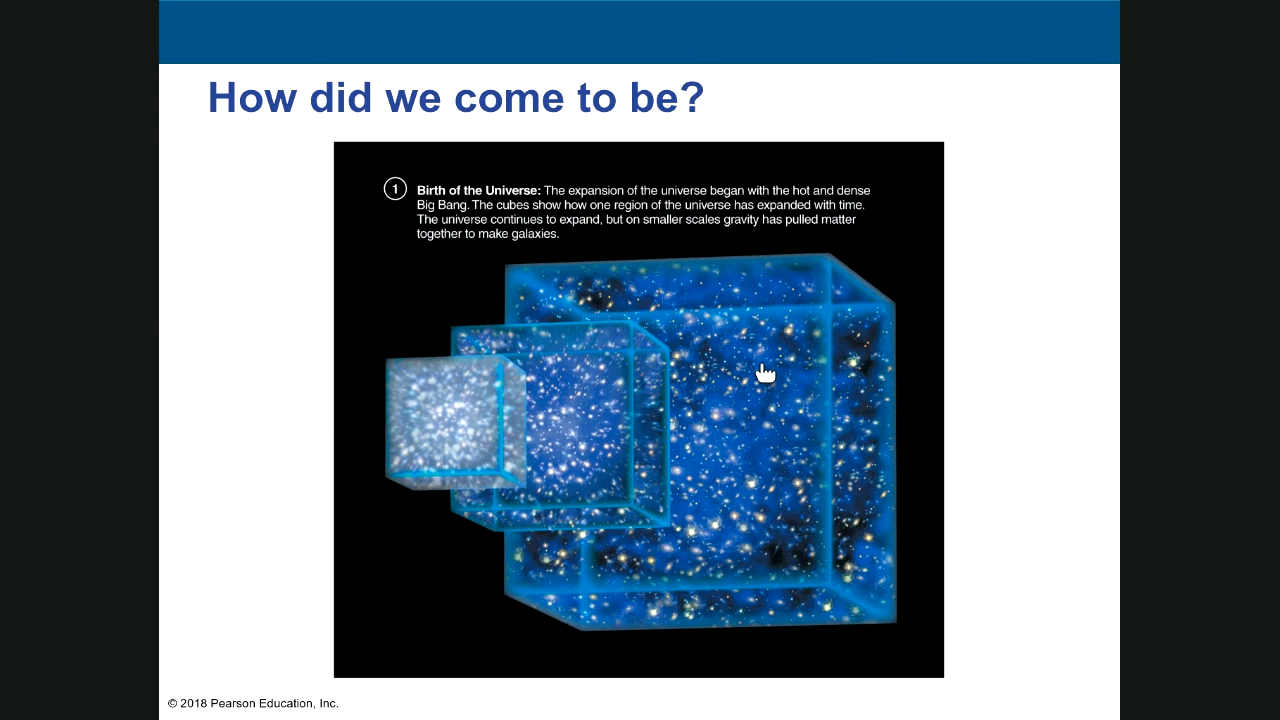 How did we come to be?
1
Birth of the Universe: The expansion of the universe began with the hot and dense
Big Bang. The cubes show how one region of the universe has expanded with time.
The universe continues to expand, but on smaller scales gravity has pulled matter
together to make galaxies.
© 2018 Pearson Education, Inc.